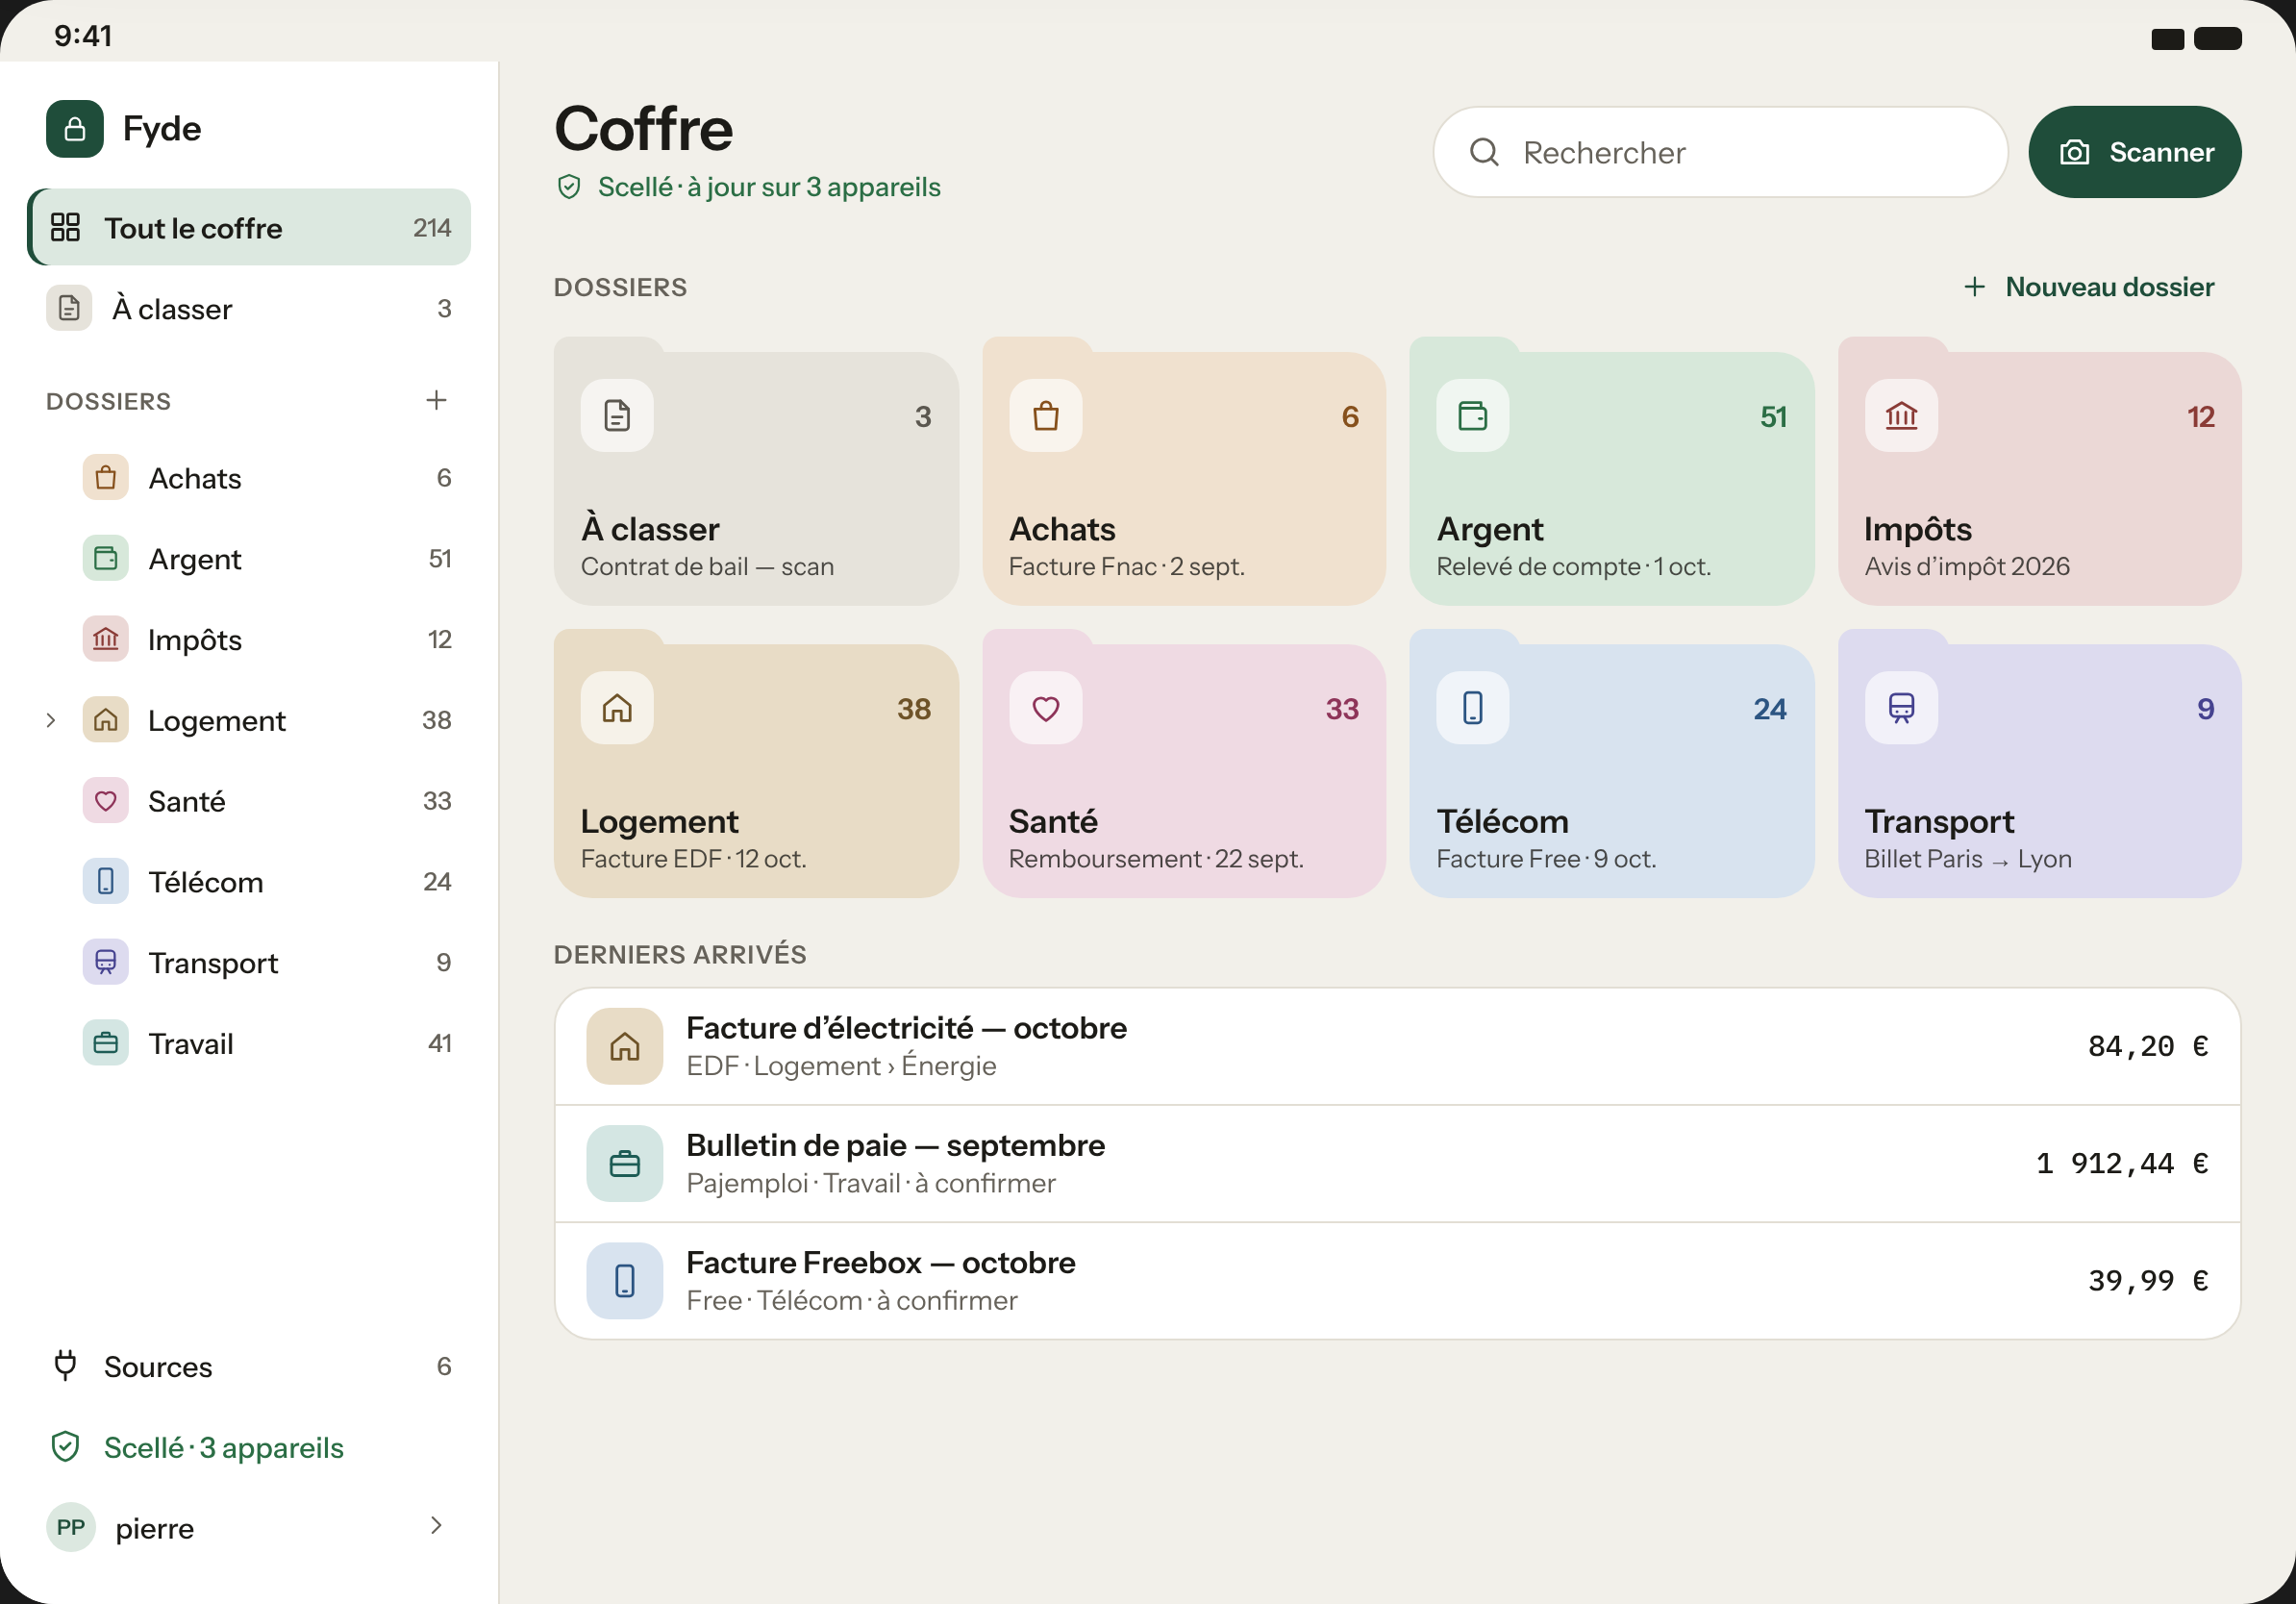 9:41
Fyde
Tout le coffre 214
À classer 3
DOSSIERS
Achats 6
Argent 51
Impôts 12
Logement 38
Santé 33
Télécom 24
Transport 9
Travail 41
Sources 6
Scellé · 3 appareils
PP pierre
Coffre
Scellé · à jour sur 3 appareils
Rechercher
Scanner
DOSSIERS
Nouveau dossier
3
À classer
Contrat de bail — scan
6
Achats
Facture Fnac · 2 sept.
51
Argent
Relevé de compte · 1 oct.
12
Impôts
Avis d’impôt 2026
38
Logement
Facture EDF · 12 oct.
33
Santé
Remboursement · 22 sept.
24
Télécom
Facture Free · 9 oct.
9
Transport
Billet Paris → Lyon
DERNIERS ARRIVÉS
Facture d’électricité — octobre
EDF · Logement › Énergie
84,20 €
Bulletin de paie — septembre
Pajemploi · Travail · à confirmer
1 912,44 €
Facture Freebox — octobre
Free · Télécom · à confirmer
39,99 €